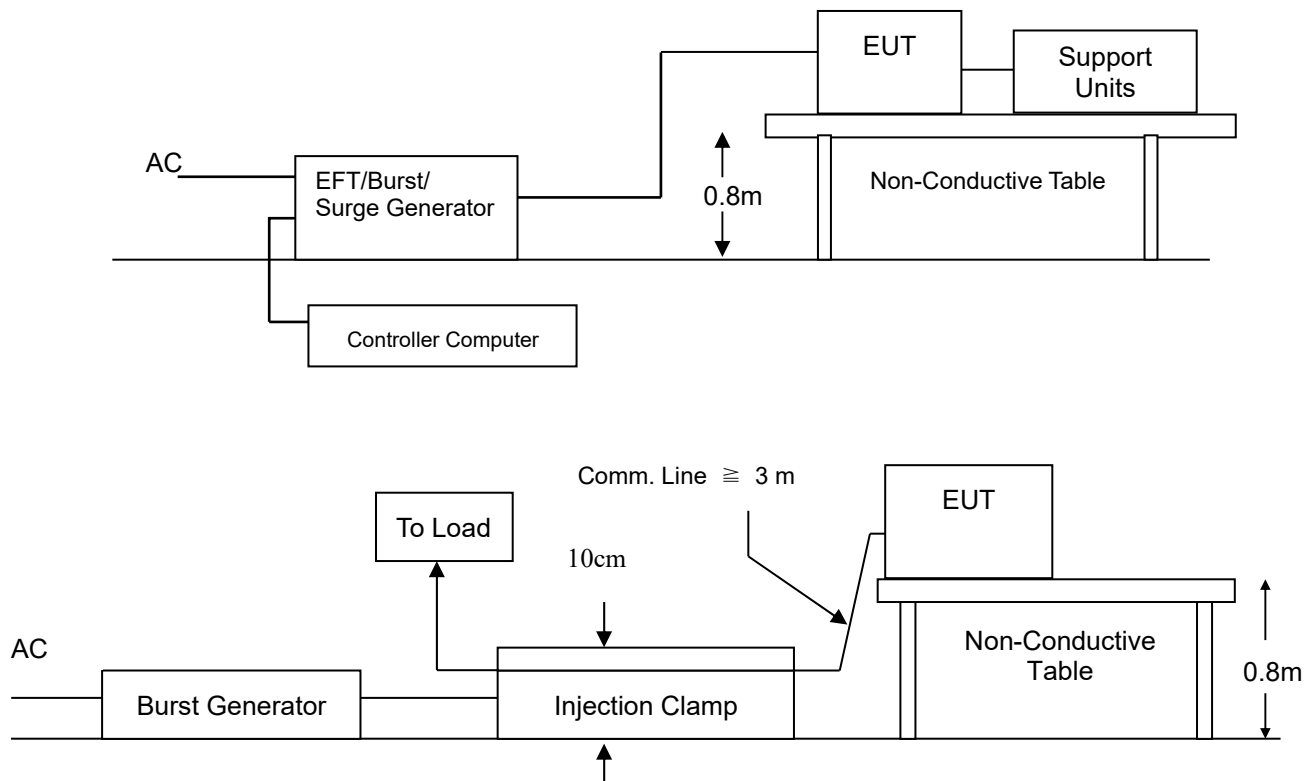 EUT
Support
Units
AC
EFT/Burst/
Surge Generator
0.8m
Non-Conductive Table
Controller Computer
Comm. Line ≧ 3 m
EUT
To Load
10cm
AC
Non-Conductive
Table
0.8m
Burst Generator
Injection Clamp